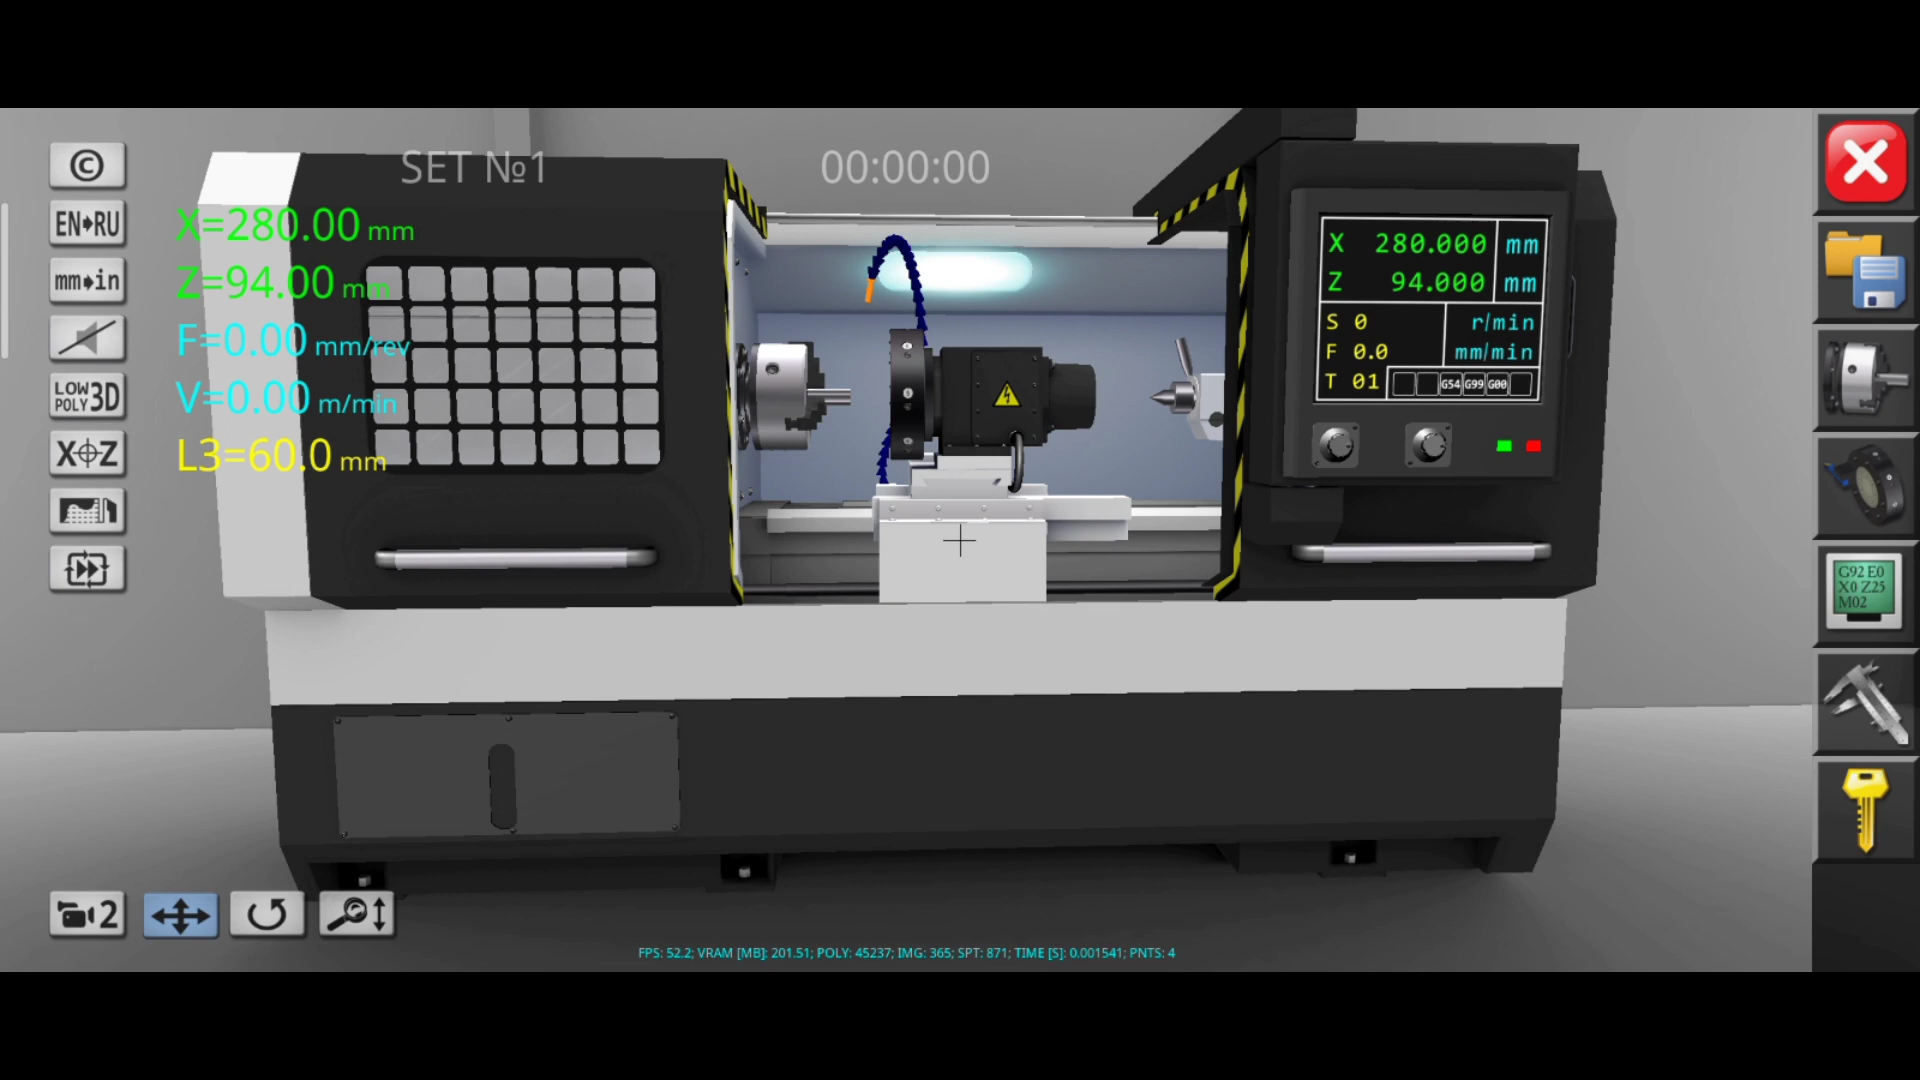 ©
EN→RU
mm→in
LOW POLY 3D
X Z
2
SET №1
00:00:00
X=280.00 mm
Z=94.00 mm
F=0.00 mm/rev
V=0.00 m/min
L3=60.0 mm
X 280.000 mm
Z 94.000 mm
S 0 r/min
F 0.0 mm/min
T 01 G54 G99 G00
G92 E0
X0 Z25
M02
FPS: 52.2; VRAM [MB]: 201.51; POLY: 45237; IMG: 365; SPT: 871; TIME [S]: 0.001541; PNTS: 4